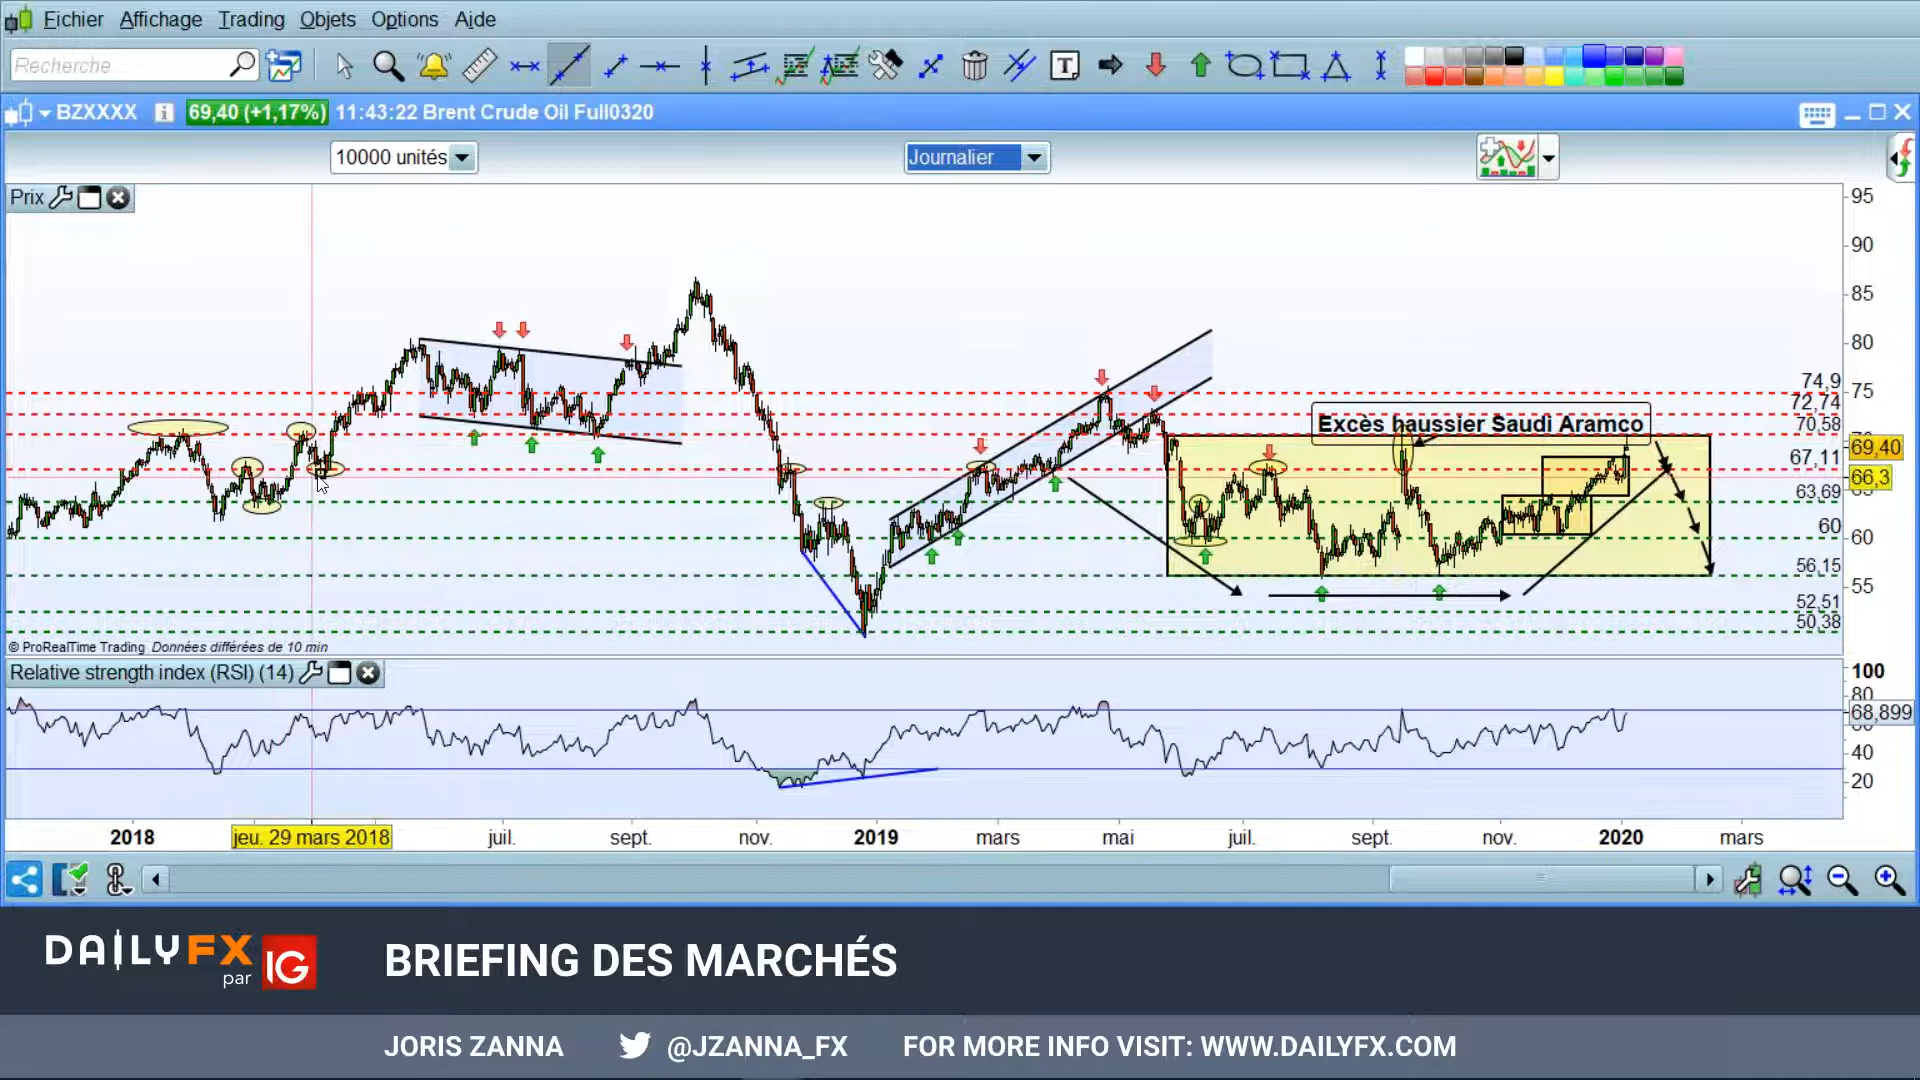 Fichier Affichage Trading Objets Options Aide
Recherche
BZXXXX 69,40 (+1,17%) 11:43:22 Brent Crude Oil Full0320
10000 unités Journalier
Prix
95
90
85
80
75
60
55
74,9
72,74
70,58
69,40
67,11
66,3
63,69
60
56,15
52,51
50,38
Excès haussier Saudi Aramco
© ProRealTime Trading Données différées de 10 min
Relative strength index (RSI) (14)
100
80
68,899
40
20
2018 jeu. 29 mars 2018 juil. sept. nov. 2019 mars mai juil. sept. nov. 2020 mars
DAILYFX
par IG
BRIEFING DES MARCHÉS
JORIS ZANNA @JZANNA_FX FOR MORE INFO VISIT: WWW.DAILYFX.COM